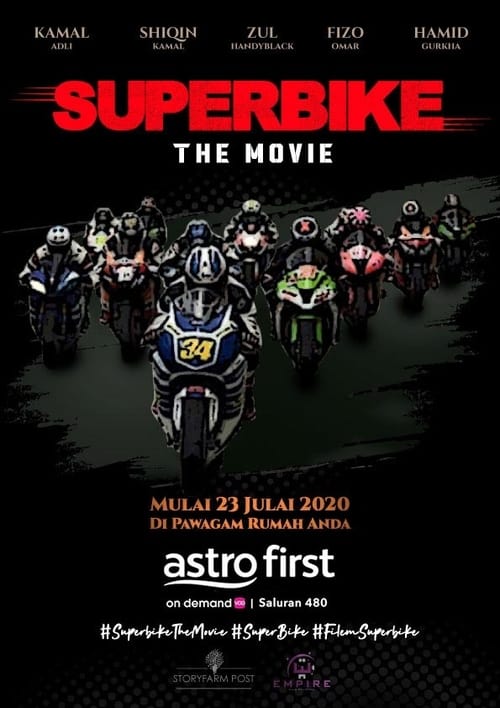 KAMAL SHIQIN ZUL FIZO HAMID
ADLI KAMAL HANDYBLACK OMAR GURKHA
SUPERBIKE
THE MOVIE
34
MULAI 23 JULAI 2020
DI PAWAGAM RUMAH ANDA
astro first
on demand VOD | Saluran 480
#SuperbikeTheMovie #SuperBike #FilemSuperbike
STORYFARM POST
EMPIRE